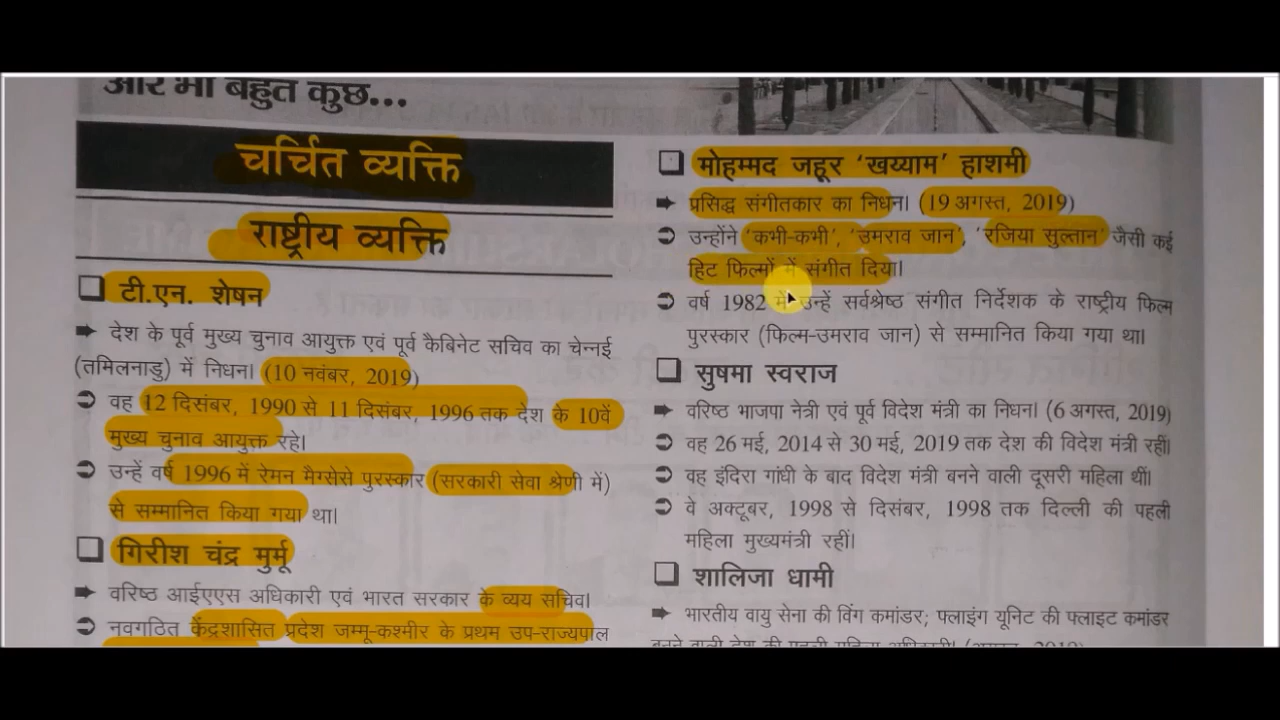 और भी बहुत कुछ...
चर्चित व्यक्ति
राष्ट्रीय व्यक्ति
❑ टी.एन. शेषन
➡ देश के पूर्व मुख्य चुनाव आयुक्त एवं पूर्व कैबिनेट सचिव का चेन्नई
(तमिलनाडु) में निधन। (10 नवंबर, 2019)
➲ वह 12 दिसंबर, 1990 से 11 दिसंबर, 1996 तक देश के 10वें
मुख्य चुनाव आयुक्त रहे।
➲ उन्हें वर्ष 1996 में रेमन मैग्सेसे पुरस्कार (सरकारी सेवा श्रेणी में)
से सम्मानित किया गया था।
❑ गिरीश चंद्र मुर्मू
➡ वरिष्ठ आईएएस अधिकारी एवं भारत सरकार के व्यय सचिव।
➲ नवगठित केंद्रशासित प्रदेश जम्मू-कश्मीर के प्रथम उप-राज्यपाल
❑ मोहम्मद जहूर ‘खय्याम’ हाशमी
➡ प्रसिद्ध संगीतकार का निधन। (19 अगस्त, 2019)
➲ उन्होंने ‘कभी-कभी’, ‘उमराव जान’, ‘रजिया सुल्तान’ जैसी कई
हिट फिल्मों में संगीत दिया।
➲ वर्ष 1982 में उन्हें सर्वश्रेष्ठ संगीत निर्देशक के राष्ट्रीय फिल्म
पुरस्कार (फिल्म-उमराव जान) से सम्मानित किया गया था।
❑ सुषमा स्वराज
➡ वरिष्ठ भाजपा नेत्री एवं पूर्व विदेश मंत्री का निधन। (6 अगस्त, 2019)
➲ वह 26 मई, 2014 से 30 मई, 2019 तक देश की विदेश मंत्री रहीं।
➲ वह इंदिरा गांधी के बाद विदेश मंत्री बनने वाली दूसरी महिला थीं।
➲ वे अक्टूबर, 1998 से दिसंबर, 1998 तक दिल्ली की पहली
महिला मुख्यमंत्री रहीं।
❑ शालिजा धामी
➡ भारतीय वायु सेना की विंग कमांडर; फ्लाइंग यूनिट की फ्लाइट कमांडर
बनने वाली देश की पहली महिला अधिकारी।